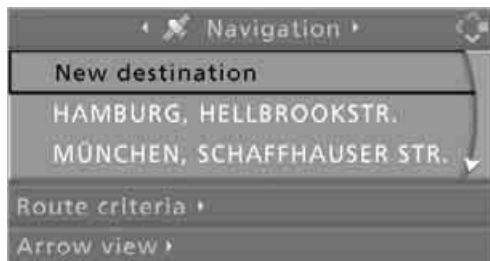 Navigation
New destination
HAMBURG, HELLBROOKSTR.
MÜNCHEN, SCHAFFHAUSER STR.
Route criteria
Arrow view